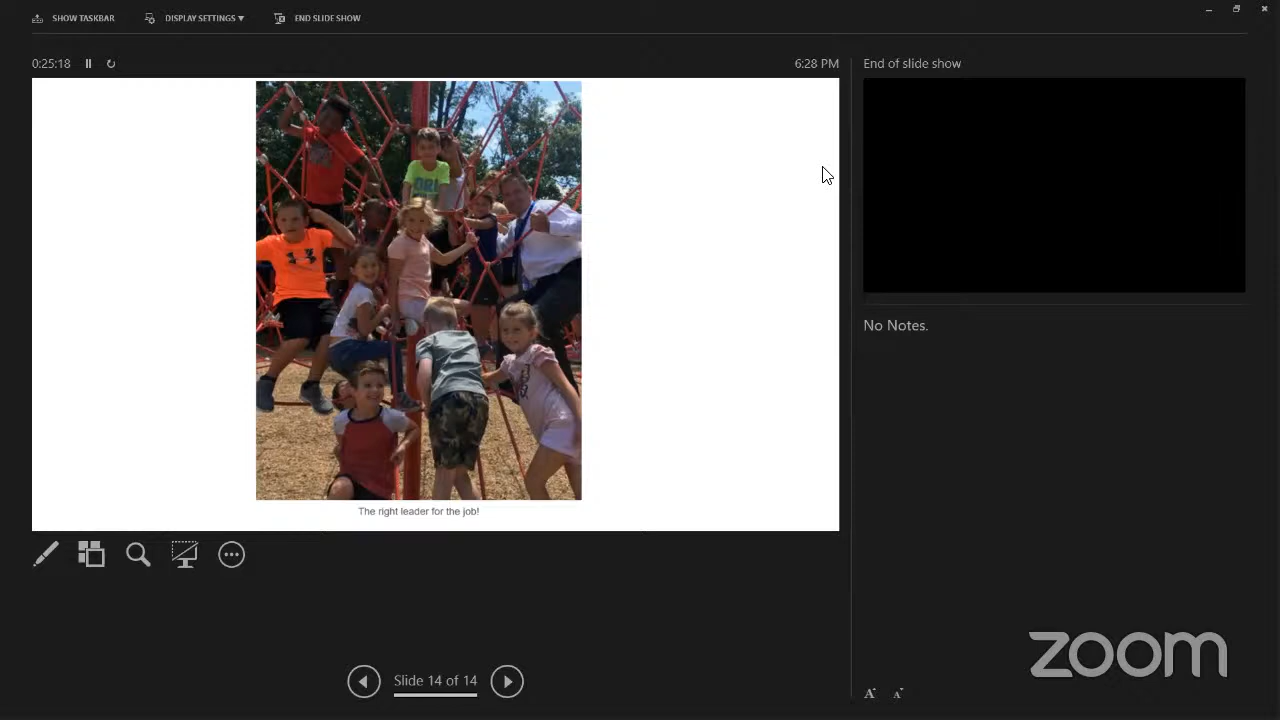 SHOW TASKBAR DISPLAY SETTINGS ▼ END SLIDE SHOW
0:25:18 6:28 PM End of slide show
No Notes.
The right leader for the job!
Slide 14 of 14
zoom
A A